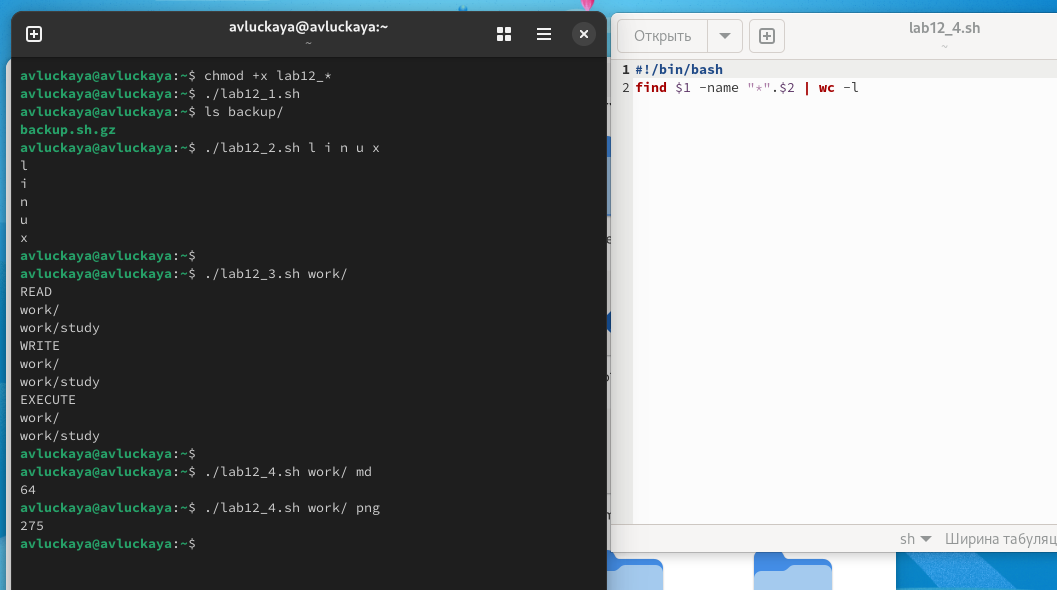 avluckaya@avluckaya:~
~
avluckaya@avluckaya:~$ chmod +x lab12_*
avluckaya@avluckaya:~$ ./lab12_1.sh
avluckaya@avluckaya:~$ ls backup/
backup.sh.gz
avluckaya@avluckaya:~$ ./lab12_2.sh l i n u x
l
i
n
u
x
avluckaya@avluckaya:~$
avluckaya@avluckaya:~$ ./lab12_3.sh work/
READ
work/
work/study
WRITE
work/
work/study
EXECUTE
work/
work/study
avluckaya@avluckaya:~$
avluckaya@avluckaya:~$ ./lab12_4.sh work/ md
64
avluckaya@avluckaya:~$ ./lab12_4.sh work/ png
275
avluckaya@avluckaya:~$
Открыть
lab12_4.sh
~
1 #!/bin/bash
2 find $1 -name "*".$2 | wc -l
sh
Ширина табуляц